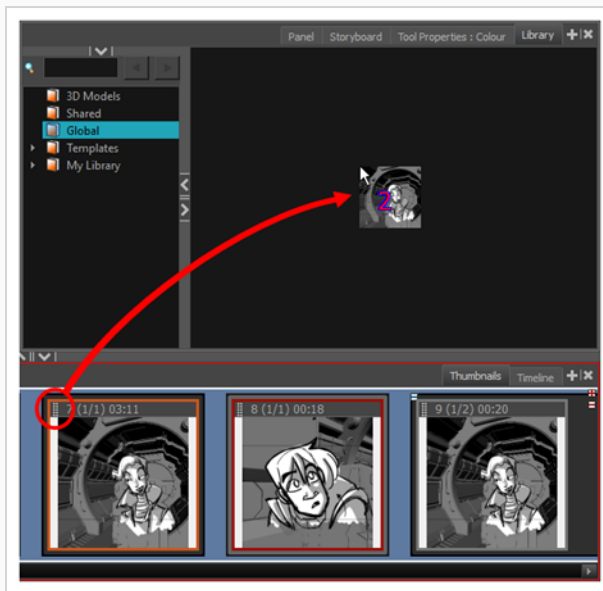 Panel Storyboard Tool Properties : Colour Library
3D Models
Shared
Global
Templates
My Library
2
Thumbnails Timeline
7 (1/1) 03:11 8 (1/1) 00:18 9 (1/2) 00:20